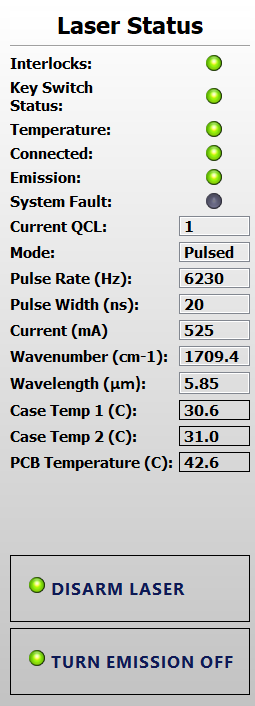 Laser Status
Interlocks:
Key Switch
Status:
Temperature:
Connected:
Emission:
System Fault:
Current QCL: 1
Mode: Pulsed
Pulse Rate (Hz): 6230
Pulse Width (ns): 20
Current (mA) 525
Wavenumber (cm-1): 1709.4
Wavelength (µm): 5.85
Case Temp 1 (C): 30.6
Case Temp 2 (C): 31.0
PCB Temperature (C): 42.6
DISARM LASER
TURN EMISSION OFF